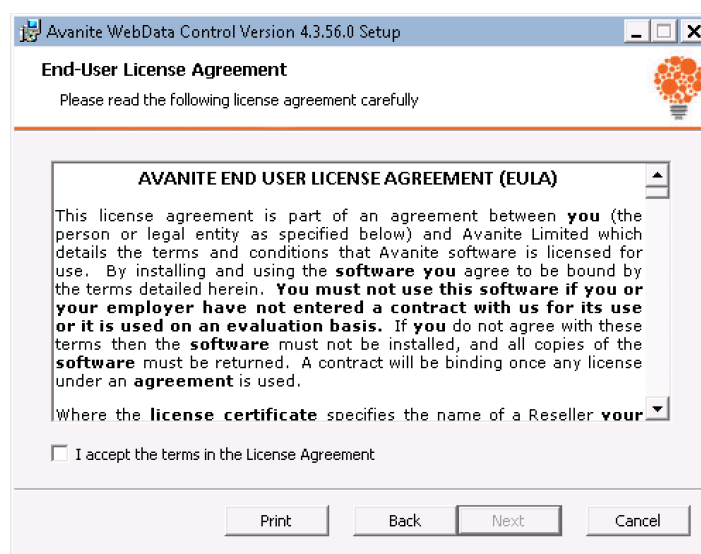 Avanite WebData Control Version 4.3.56.0 Setup
End-User License Agreement
Please read the following license agreement carefully
AVANITE END USER LICENSE AGREEMENT (EULA)
This license agreement is part of an agreement between you (the
person or legal entity as specified below) and Avanite Limited which
details the terms and conditions that Avanite software is licensed for
use. By installing and using the software you agree to be bound by
the terms detailed herein. You must not use this software if you or
your employer have not entered a contract with us for its use
or it is used on an evaluation basis. If you do not agree with these
terms then the software must not be installed, and all copies of the
software must be returned. A contract will be binding once any license
under an agreement is used.
Where the license certificate specifies the name of a Reseller your
I accept the terms in the License Agreement
Print Back Next Cancel